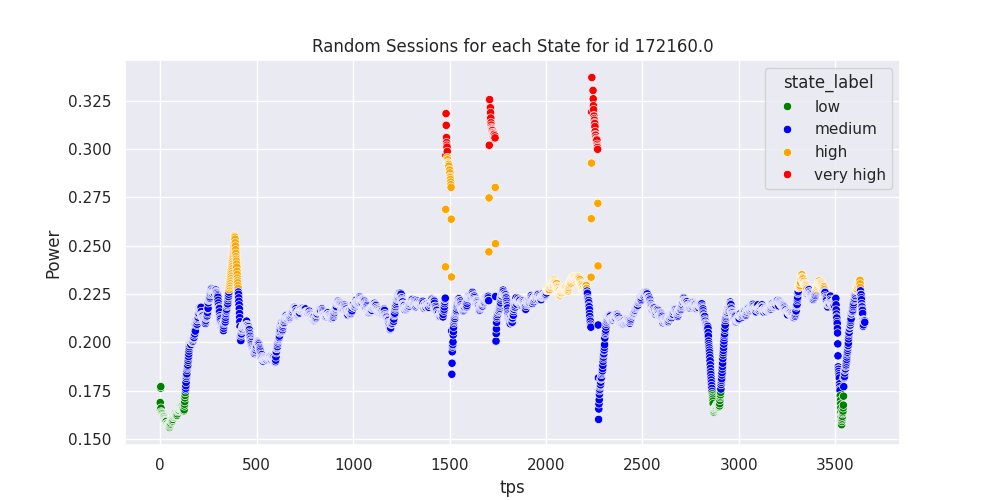 Random Sessions for each State for id 172160.0
state_label
low
medium
high
very high
Power
0.325
0.300
0.275
0.250
0.225
0.200
0.175
0.150
0 500 1000 1500 2000 2500 3000 3500
tps